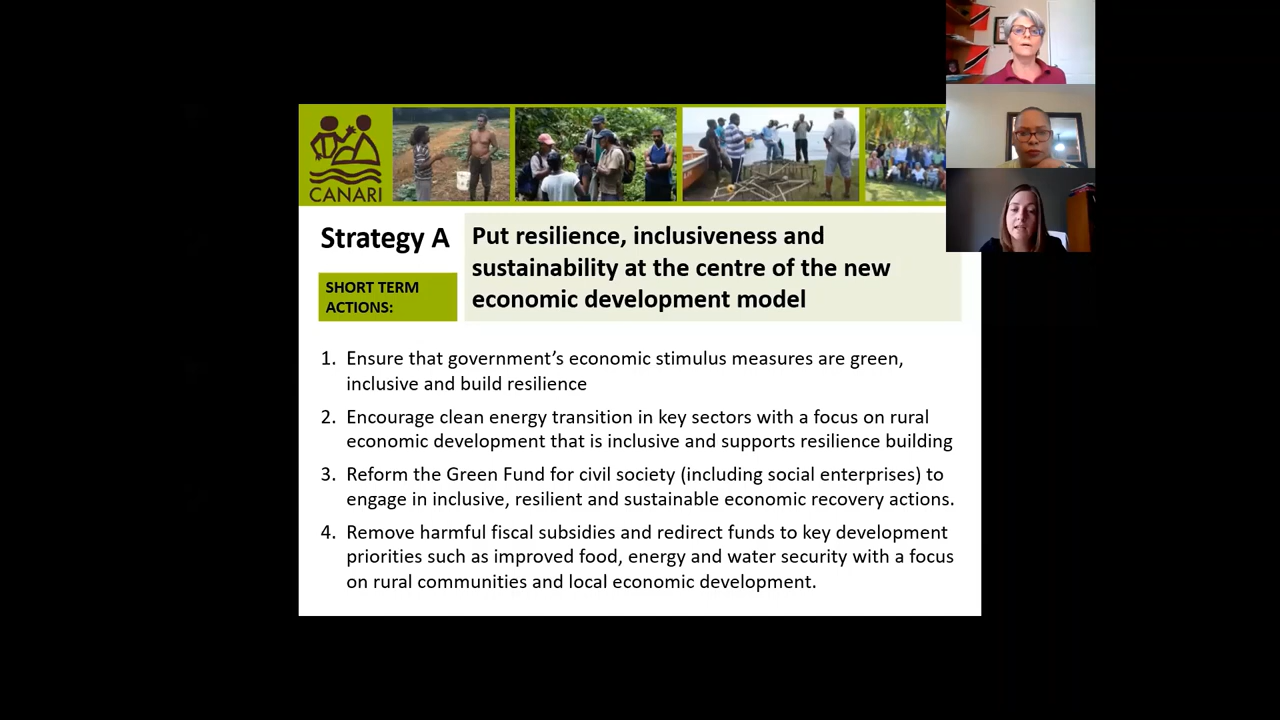 CANARI
Strategy A
SHORT TERM
ACTIONS:
Put resilience, inclusiveness and
sustainability at the centre of the new
economic development model
1. Ensure that government’s economic stimulus measures are green,
inclusive and build resilience
2. Encourage clean energy transition in key sectors with a focus on rural
economic development that is inclusive and supports resilience building
3. Reform the Green Fund for civil society (including social enterprises) to
engage in inclusive, resilient and sustainable economic recovery actions.
4. Remove harmful fiscal subsidies and redirect funds to key development
priorities such as improved food, energy and water security with a focus
on rural communities and local economic development.